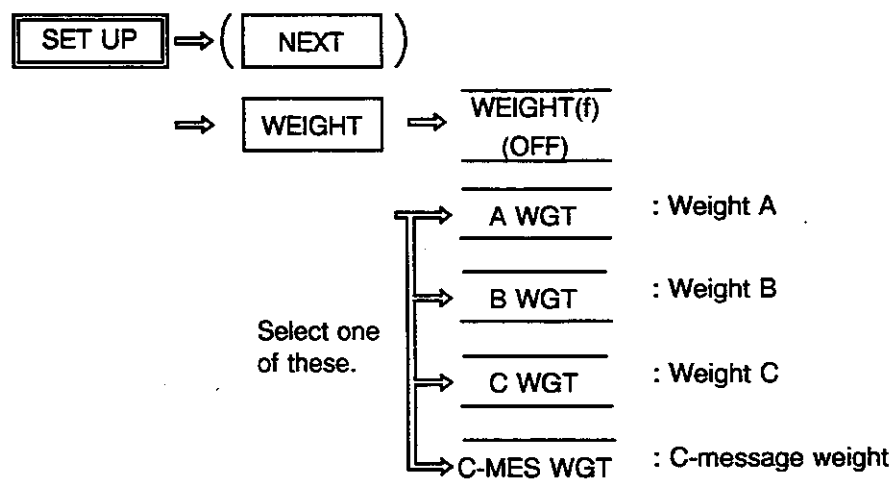 SET UP ⇒ ( NEXT )
⇒ WEIGHT ⇒ WEIGHT(f)
(OFF)
A WGT : Weight A
B WGT : Weight B
Select one
of these.
C WGT : Weight C
C-MES WGT : C-message weight